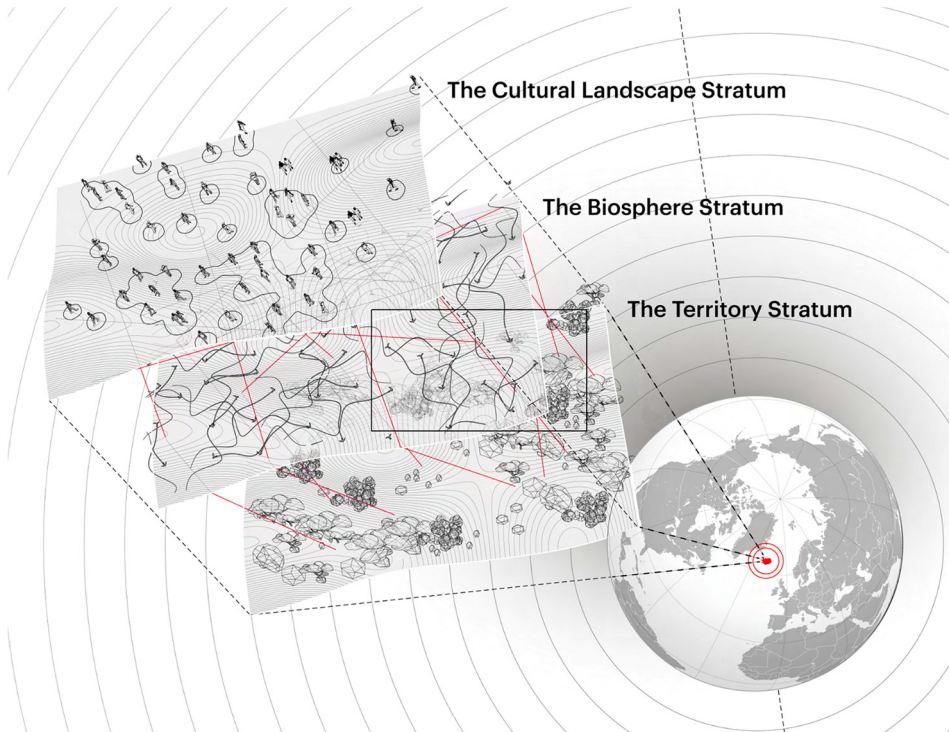 The Cultural Landscape Stratum
The Biosphere Stratum
The Territory Stratum